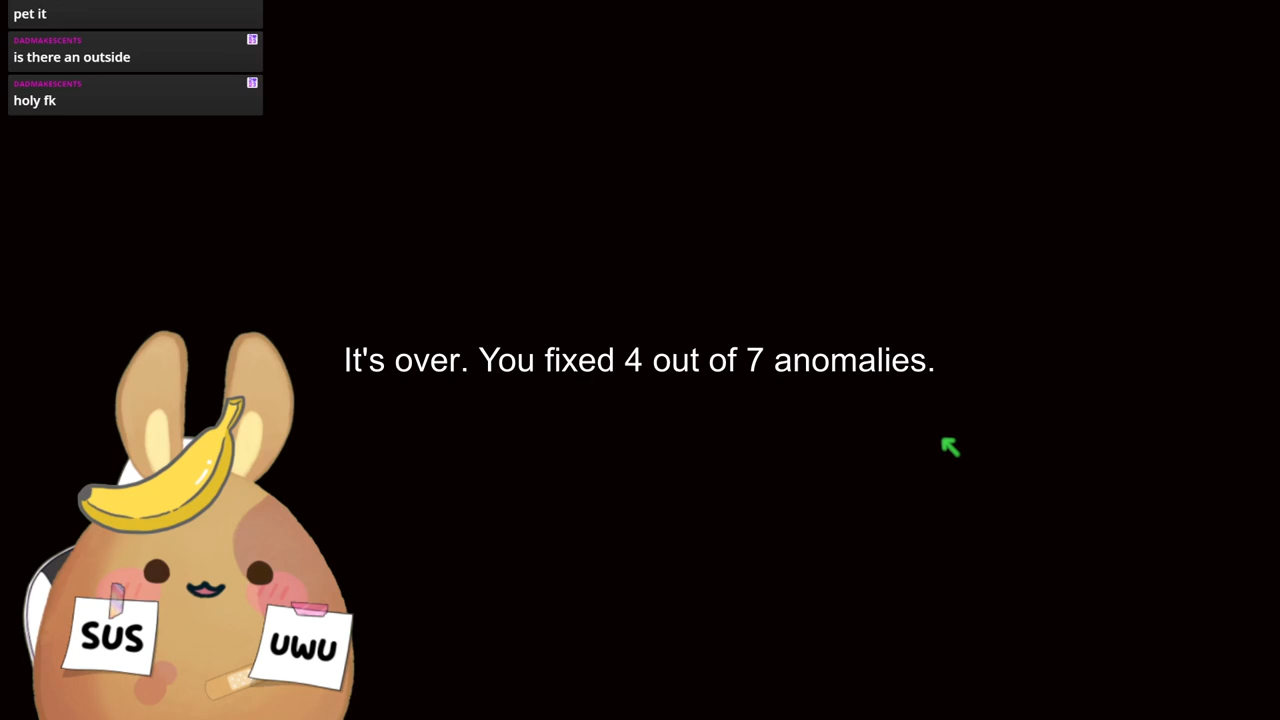 pet it
DADMAKESCENTS
is there an outside
DADMAKESCENTS
holy fk
It's over. You fixed 4 out of 7 anomalies.
SUS
UWU